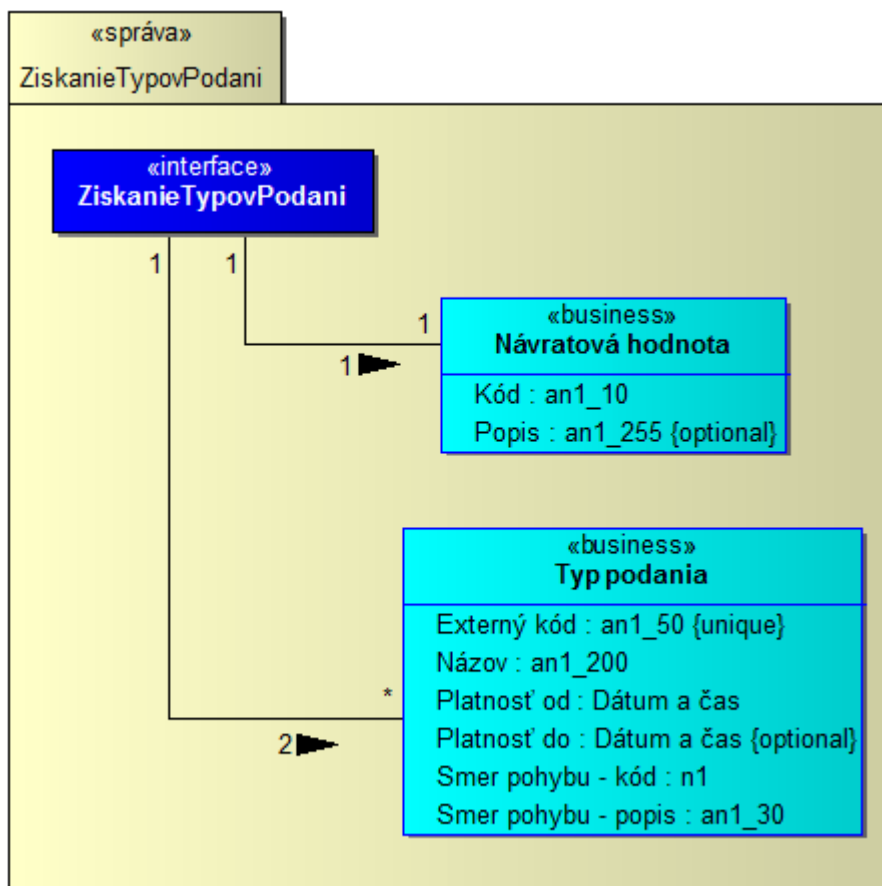 «správa»
ZiskanieTypovPodani
«interface»
ZiskanieTypovPodani
1
1
1
1
«business»
Návratová hodnota
Kód : an1_10
Popis : an1_255 {optional}
«business»
Typ podania
Externý kód : an1_50 {unique}
Názov : an1_200
Platnosť od : Dátum a čas
Platnosť do : Dátum a čas {optional}
Smer pohybu - kód : n1
Smer pohybu - popis : an1_30
*
2